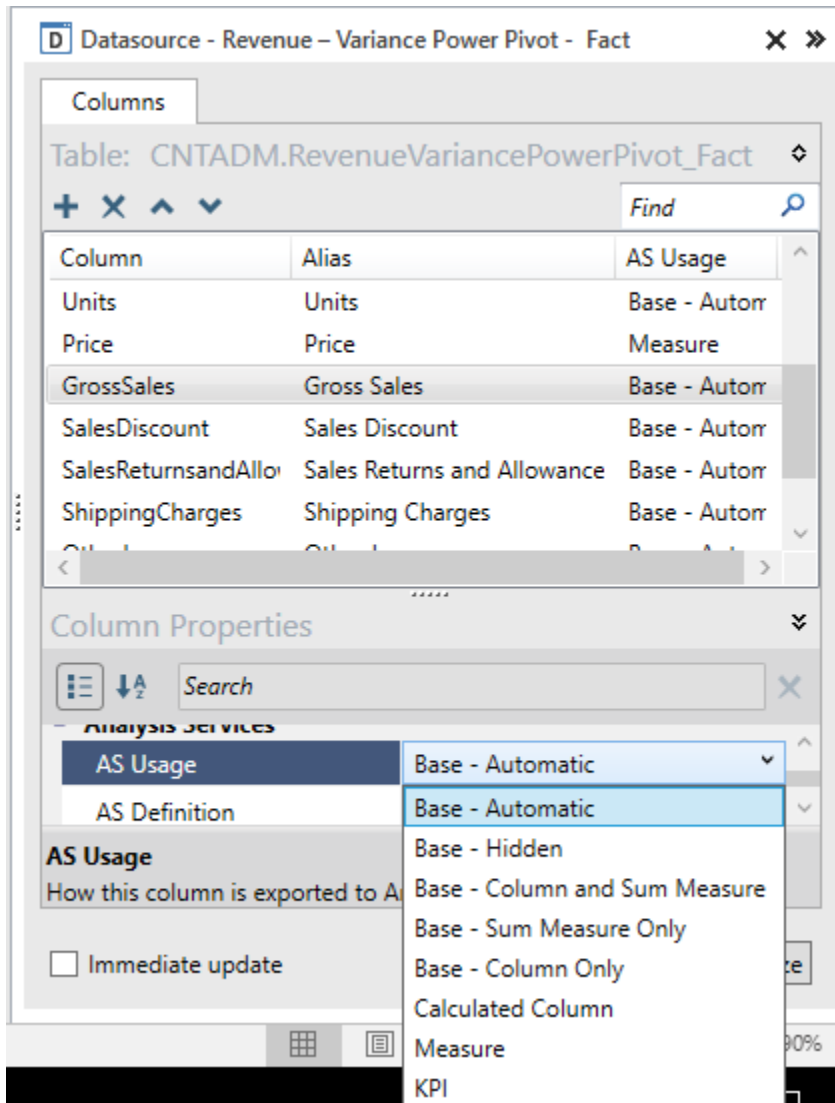 D Datasource - Revenue – Variance Power Pivot - Fact
Columns
Table: CNTADM.RevenueVariancePowerPivot_Fact
Find
Column Alias AS Usage
Units Units Base - Autom
Price Price Measure
GrossSales Gross Sales Base - Autom
SalesDiscount Sales Discount Base - Autom
SalesReturnsandAllo Sales Returns and Allowance Base - Autom
ShippingCharges Shipping Charges Base - Autom
Column Properties
Search
Analysis Services
AS Usage Base - Automatic
AS Definition Base - Automatic
Base - Hidden
AS Usage
How this column is exported to A Base - Column and Sum Measure
Base - Sum Measure Only
Immediate update Base - Column Only ze
Calculated Column
Measure 90%
KPI